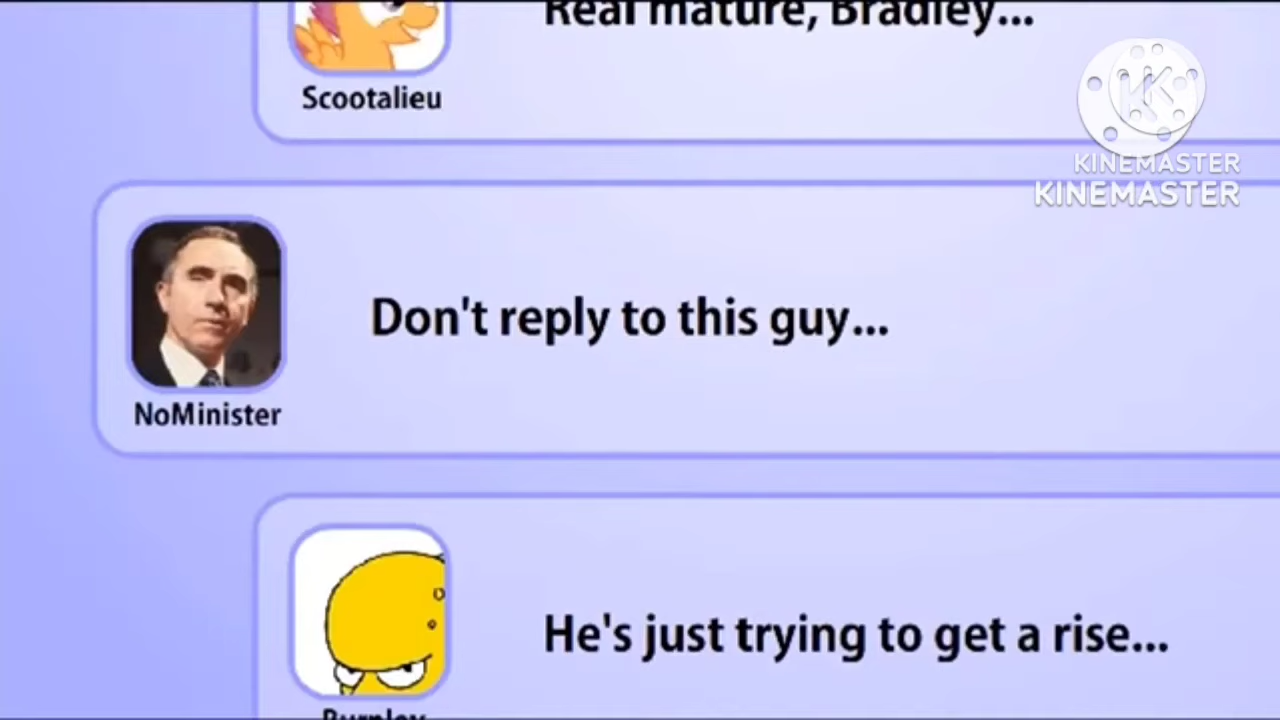 Real mature, Bradley...
Scootalieu
KINEMASTER
KINEMASTER
Don't reply to this guy...
NoMinister
He's just trying to get a rise...